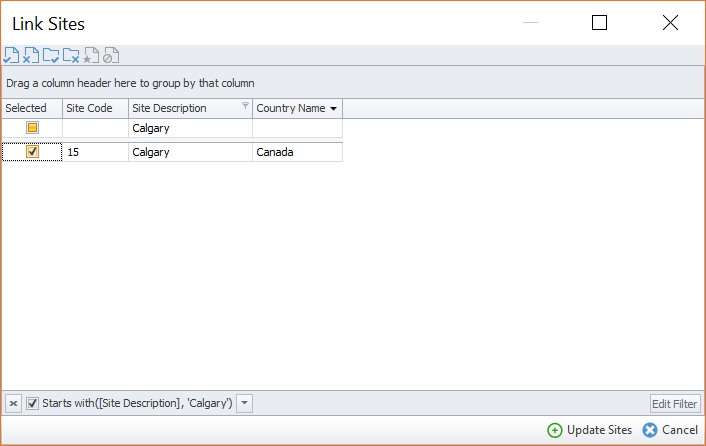 Link Sites
Drag a column header here to group by that column
Selected Site Code Site Description Country Name
Calgary
15 Calgary Canada
Starts with([Site Description], 'Calgary') Edit Filter
Update Sites Cancel